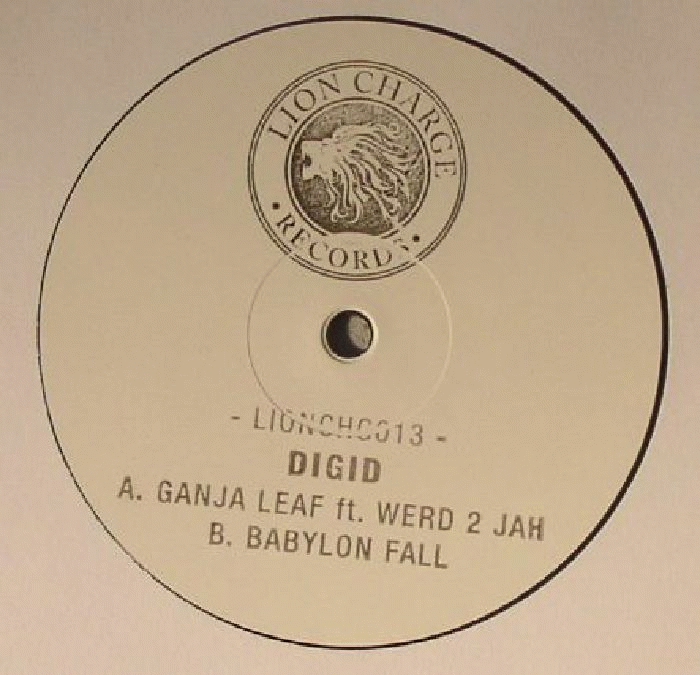 LION CHARGE
• RECORDS •
- LIONCHG013 -
DIGID
A. GANJA LEAF ft. WERD 2 JAH
B. BABYLON FALL